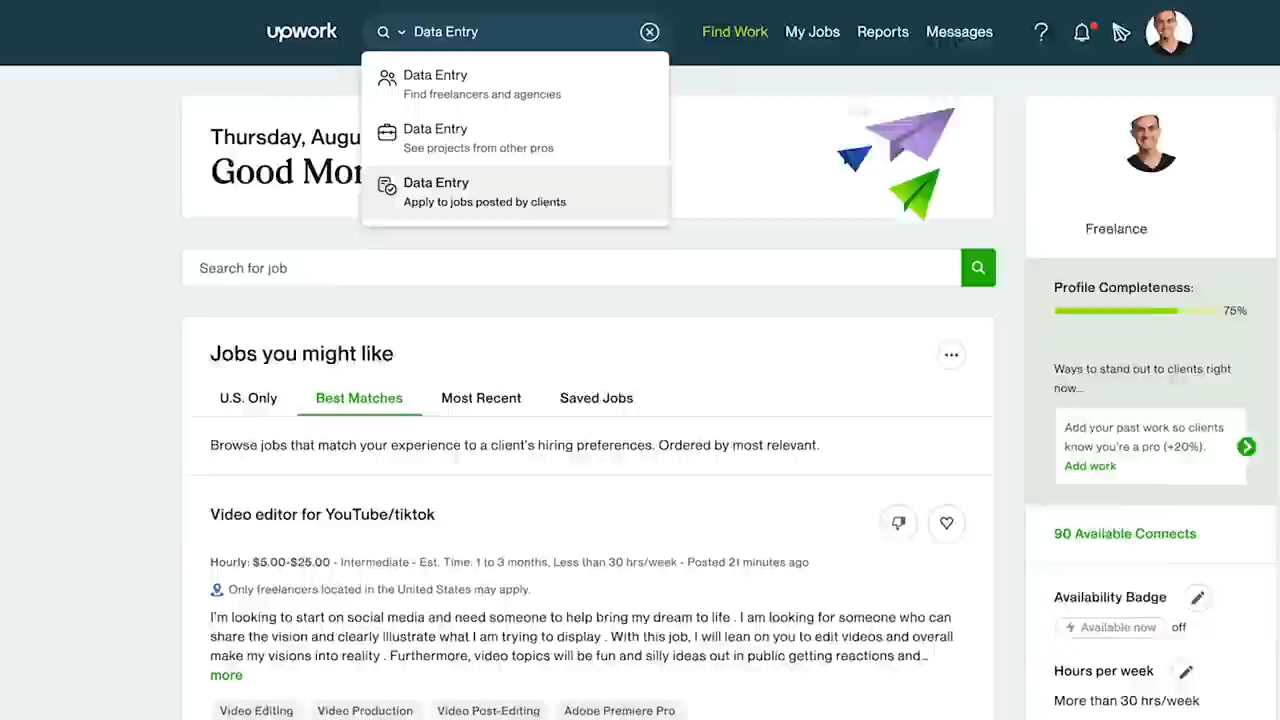 upwork
Data Entry
Find Work
My Jobs
Reports
Messages
?
Data Entry
Find freelancers and agencies
Data Entry
See projects from other pros
Data Entry
Apply to jobs posted by clients
Thursday, Augu
Good Mor
Search for job
Freelance
Profile Completeness:
75%
Ways to stand out to clients right
now...
Add your past work so clients
know you're a pro (+20%).
Add work
90 Available Connects
Availability Badge
Available now off
Hours per week
More than 30 hrs/week
Jobs you might like
U.S. Only
Best Matches
Most Recent
Saved Jobs
Browse jobs that match your experience to a client's hiring preferences. Ordered by most relevant.
Video editor for YouTube/tiktok
Hourly: $5.00-$25.00 - Intermediate - Est. Time: 1 to 3 months, Less than 30 hrs/week - Posted 21 minutes ago
Only freelancers located in the United States may apply.
I'm looking to start on social media and need someone to help bring my dream to life . I am looking for someone who can
share the vision and clearly illustrate what I am trying to display . With this job, I will lean on you to edit videos and overall
make my visions into reality . Furthermore, video topics will be fun and silly ideas out in public getting reactions and...
more
Video Editing
Video Production
Video Post-Editing
Adobe Premiere Pro